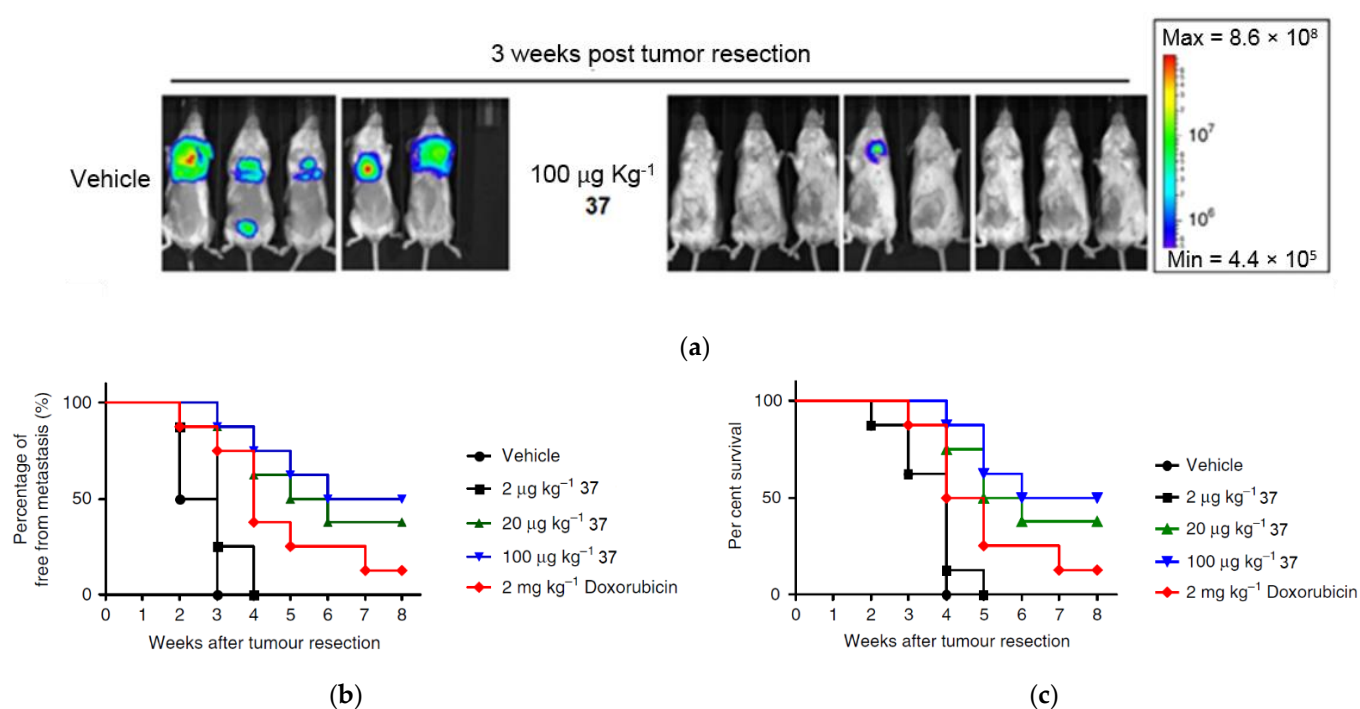 3 weeks post tumor resection
Max = 8.6 × 10⁸
10⁷
10⁶
Min = 4.4 × 10⁵
Vehicle
100 µg Kg⁻¹
37
(a)
Percentage of
free from metastasis (%)
100
50
0
0 1 2 3 4 5 6 7 8
Weeks after tumour resection
Vehicle
2 µg kg⁻¹ 37
20 µg kg⁻¹ 37
100 µg kg⁻¹ 37
2 mg kg⁻¹ Doxorubicin
(b)
Per cent survival
100
50
0
0 1 2 3 4 5 6 7 8
Weeks after tumour resection
Vehicle
2 µg kg⁻¹ 37
20 µg kg⁻¹ 37
100 µg kg⁻¹ 37
2 mg kg⁻¹ Doxorubicin
(c)